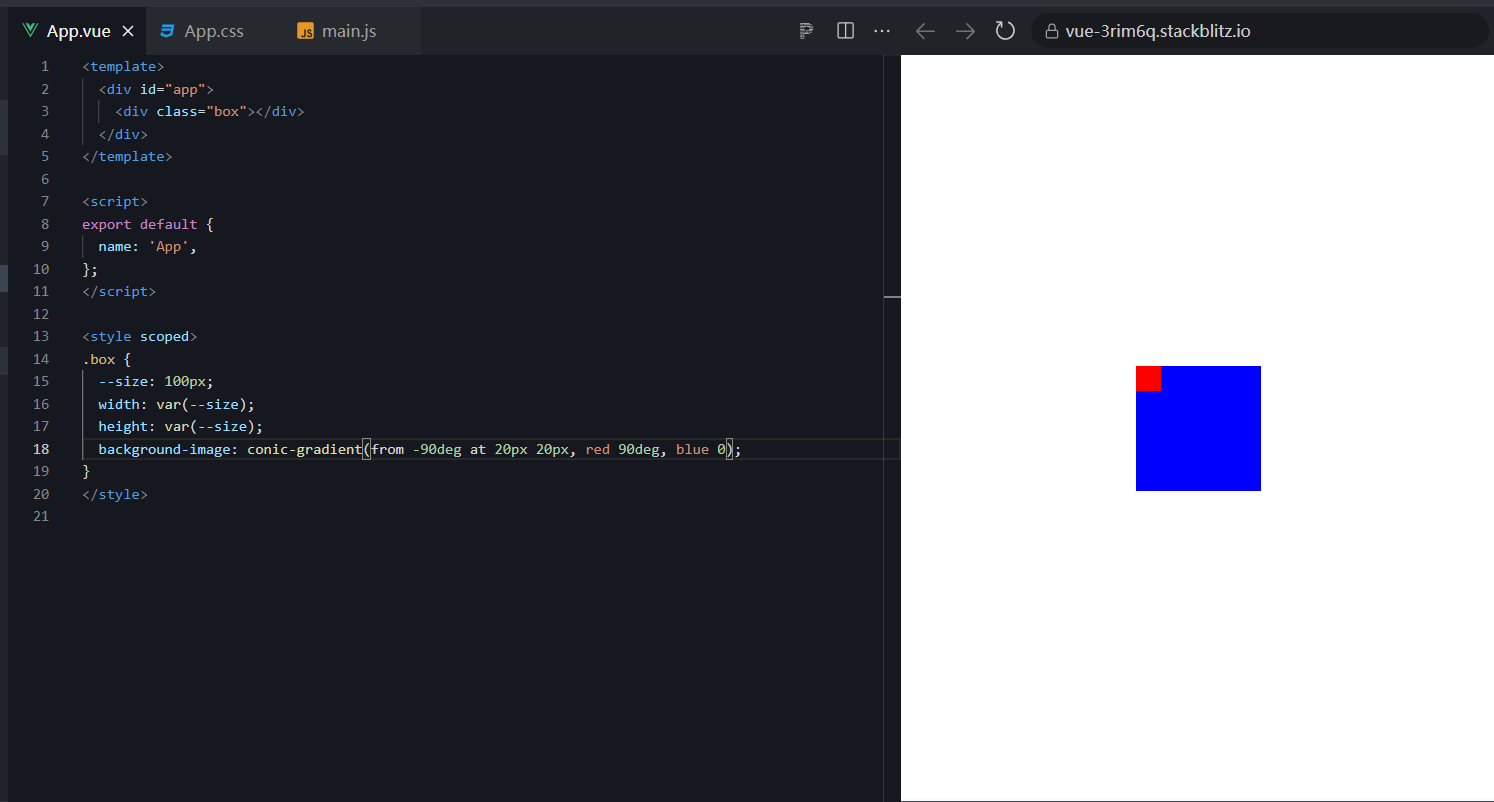 App.vue
App.css
JS main.js
vue-3rim6q.stackblitz.io
1 <template>
2 <div id="app">
3 <div class="box"></div>
4 </div>
5 </template>
6
7 <script>
8 export default {
9 name: 'App',
10 };
11 </script>
12
13 <style scoped>
14 .box {
15 --size: 100px;
16 width: var(--size);
17 height: var(--size);
18 background-image: conic-gradient(from -90deg at 20px 20px, red 90deg, blue 0);
19 }
20 </style>
21